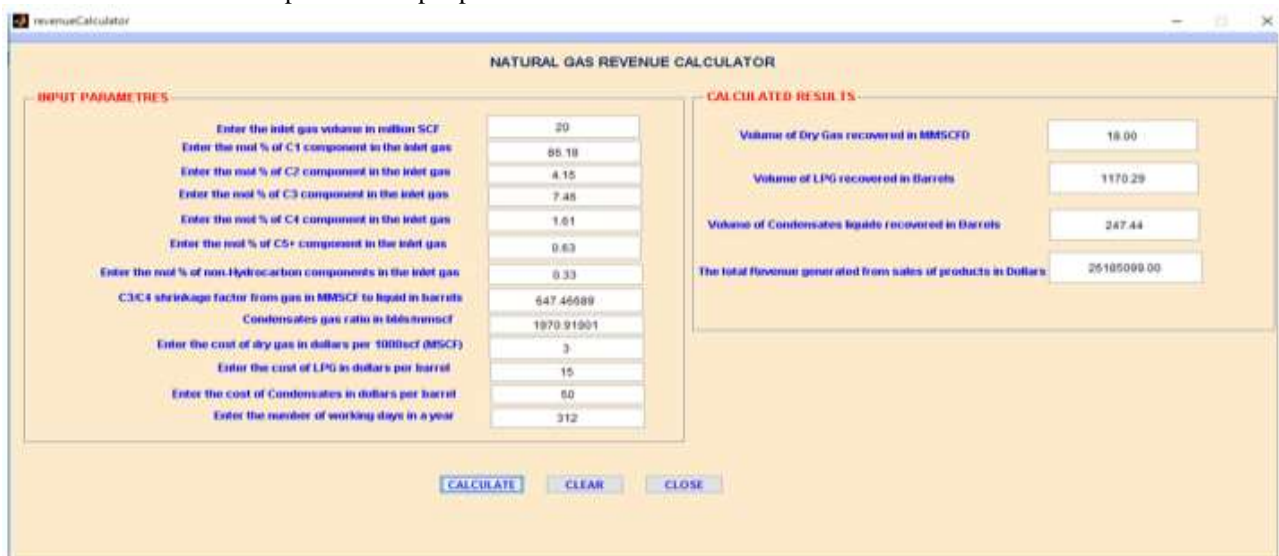 revenueCalculator
NATURAL GAS REVENUE CALCULATOR
INPUT PARAMETRES
Enter the inlet gas volume in million SCF 20
Enter the mol % of C1 component in the inlet gas
Enter the mol % of C2 component in the inlet gas 4.15
Enter the mol % of C3 component in the inlet gas
Enter the mol % of C4 component in the inlet gas 1.61
Enter the mol % of C5+ component in the inlet gas 0.63
Enter the mol % of non-Hydrocarbon components in the inlet gas 0.33
C3/C4 shrinkage factor from gas in MMSCF to liquid in barrels 647.46689
Condensates gas ratio in bbls/mmscf 1970.91901
Enter the cost of dry gas in dollars per 1000scf (MSCF) 3
Enter the cost of LPG in dollars per barrel 15
Enter the cost of Condensates in dollars per barrel
Enter the number of working days in a year 312
CALCULATED RESULTS
Volume of Dry Gas recovered in MMSCFD 18.00
Volume of LPG recovered in Barrels 1170.29
Volume of Condensates liquids recovered in Barrels 247.44
The total Revenue generated from sales of products in Dollars 25185099.00
CALCULATE CLEAR CLOSE